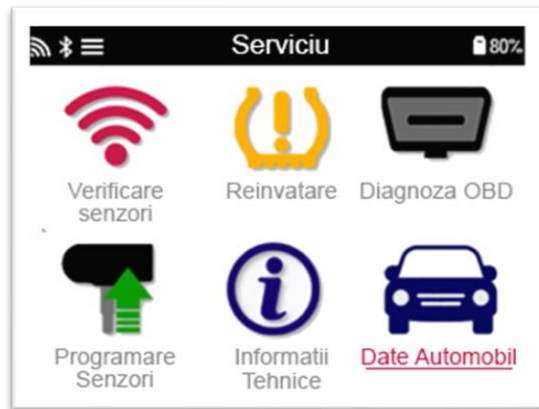 Serviciu
80%
Verificare
senzori
Reinvatare
Diagnoza OBD
Programare
Senzori
Informatii
Tehnice
Date Automobil